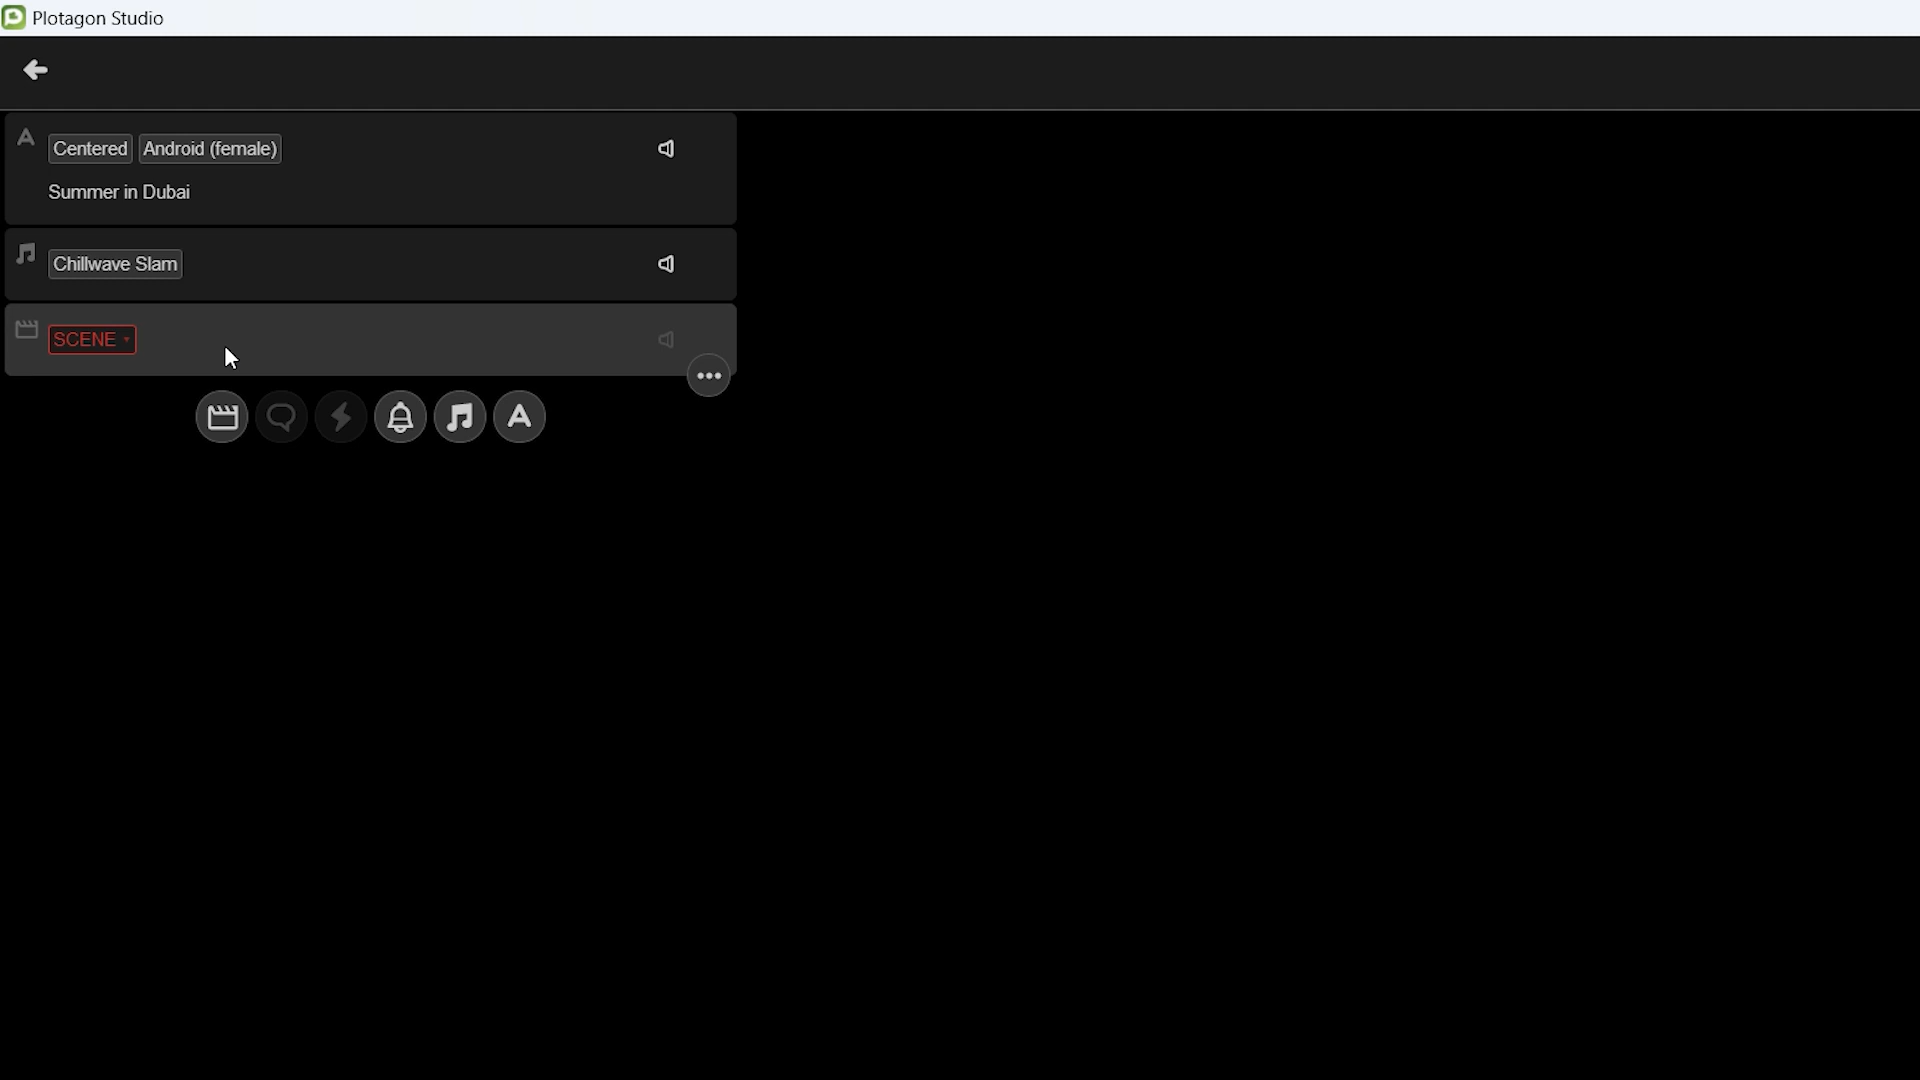 Plotagon Studio
Centered Android (female)
Summer in Dubai
Chillwave Slam
SCENE